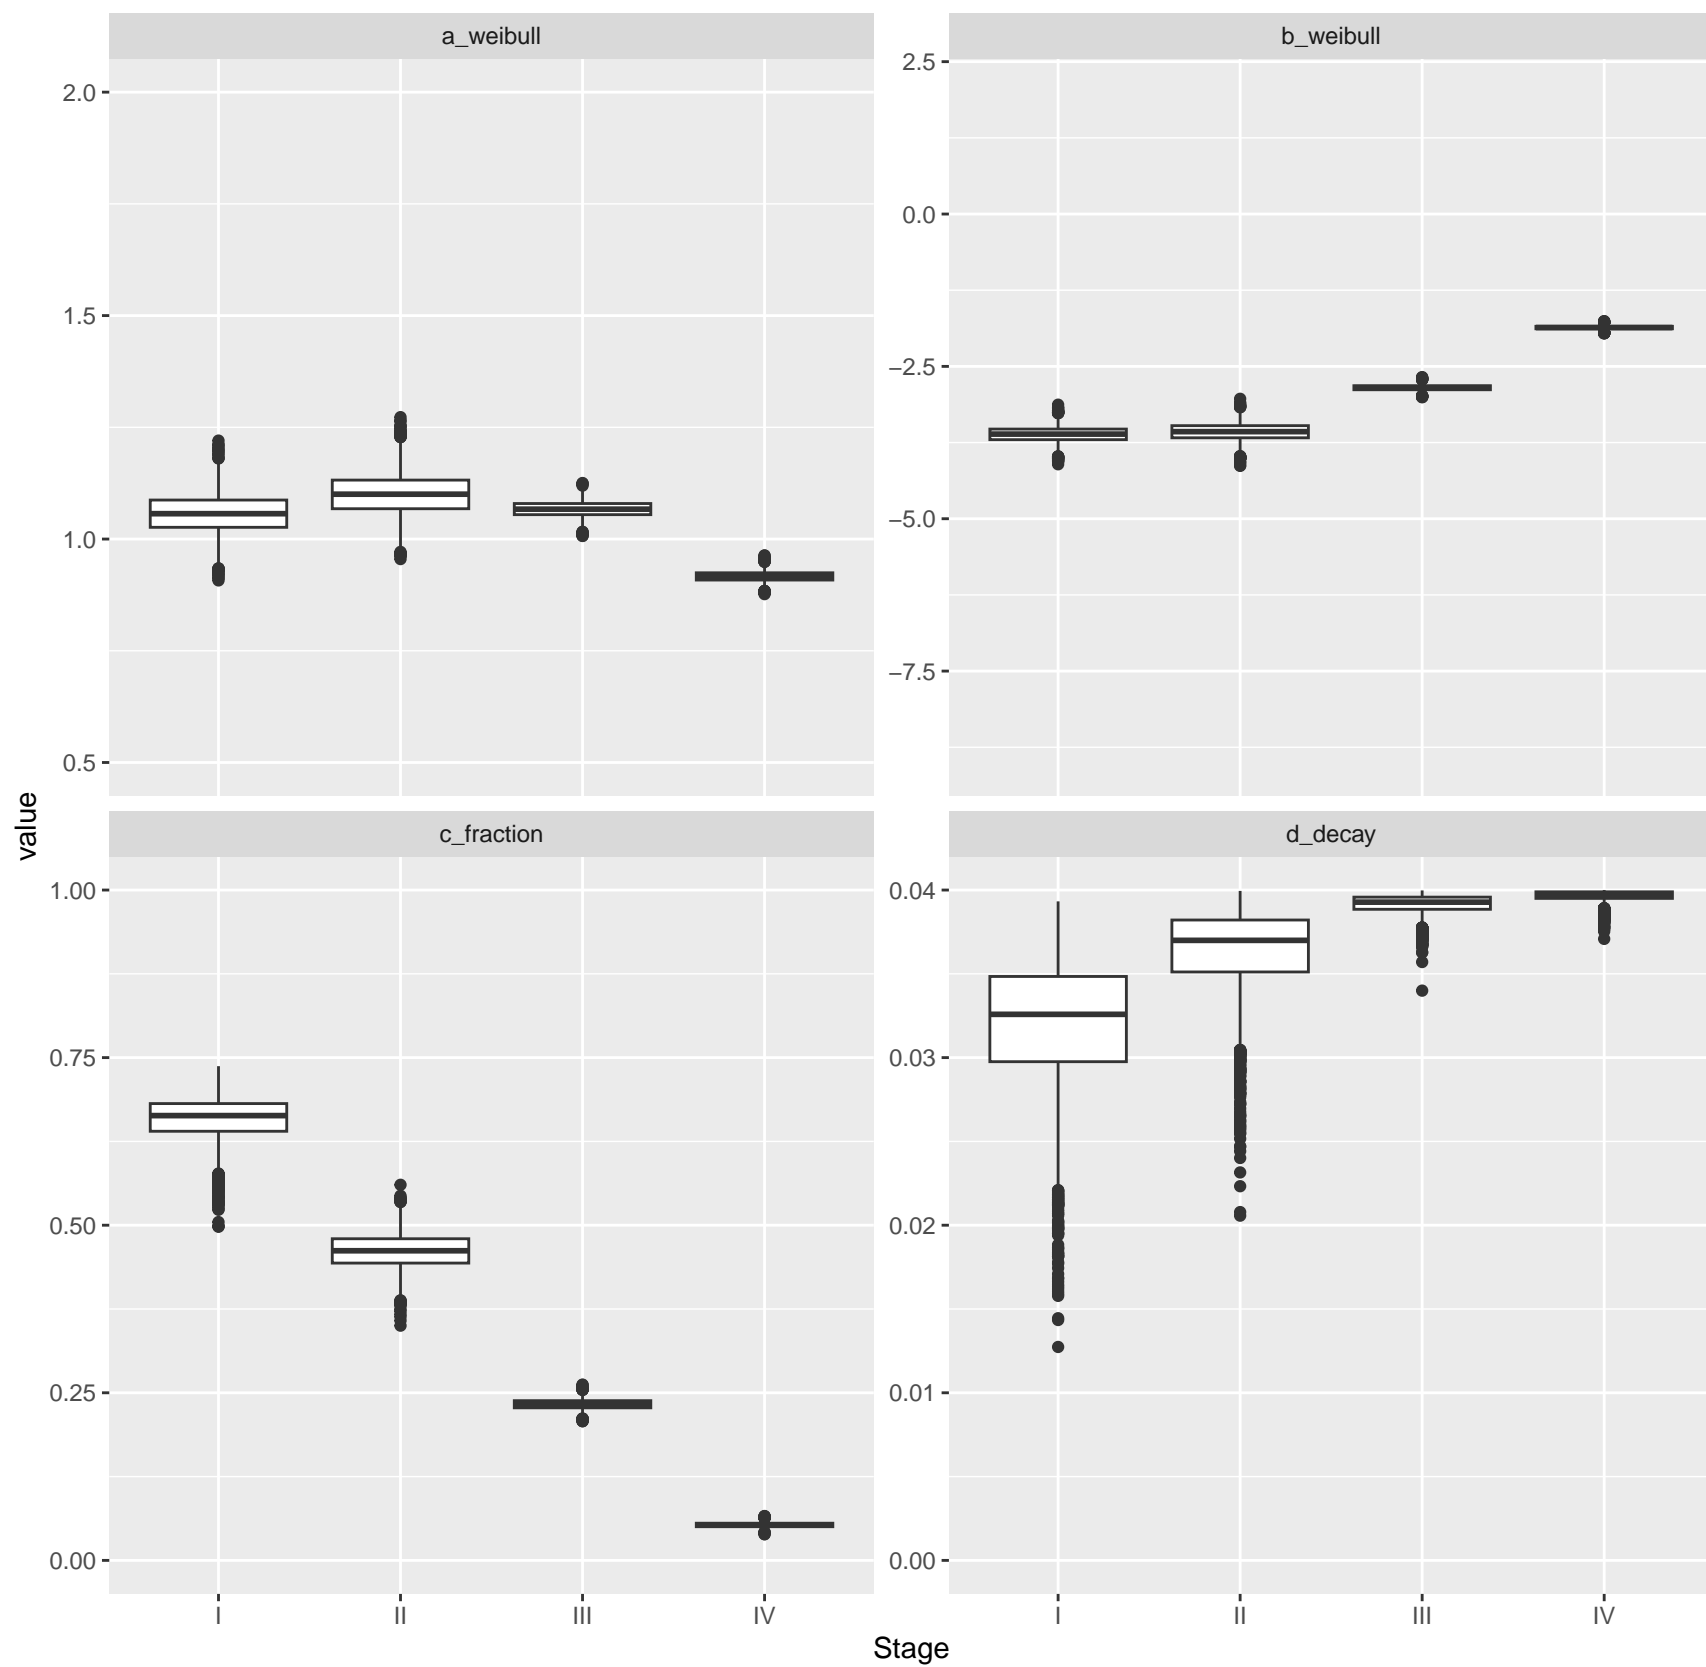 a_weibull
b_weibull
2.0
1.5
1.0
0.5
2.5
0.0
−2.5
−5.0
−7.5
value
c_fraction
d_decay
1.00
0.75
0.50
0.25
0.00
0.04
0.03
0.02
0.01
0.00
I II III IV
I II III IV
Stage